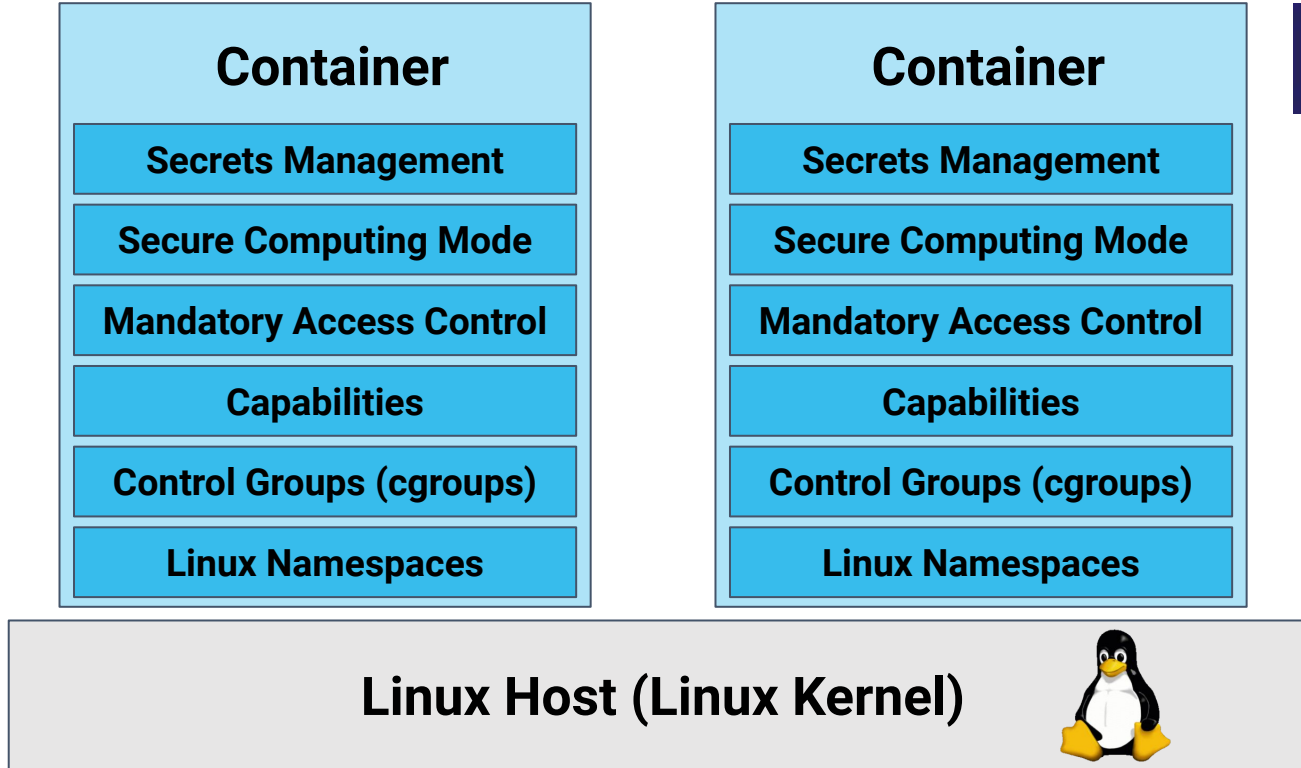 Container
Secrets Management
Secure Computing Mode
Mandatory Access Control
Capabilities
Control Groups (cgroups)
Linux Namespaces
Container
Secrets Management
Secure Computing Mode
Mandatory Access Control
Capabilities
Control Groups (cgroups)
Linux Namespaces
Linux Host (Linux Kernel)